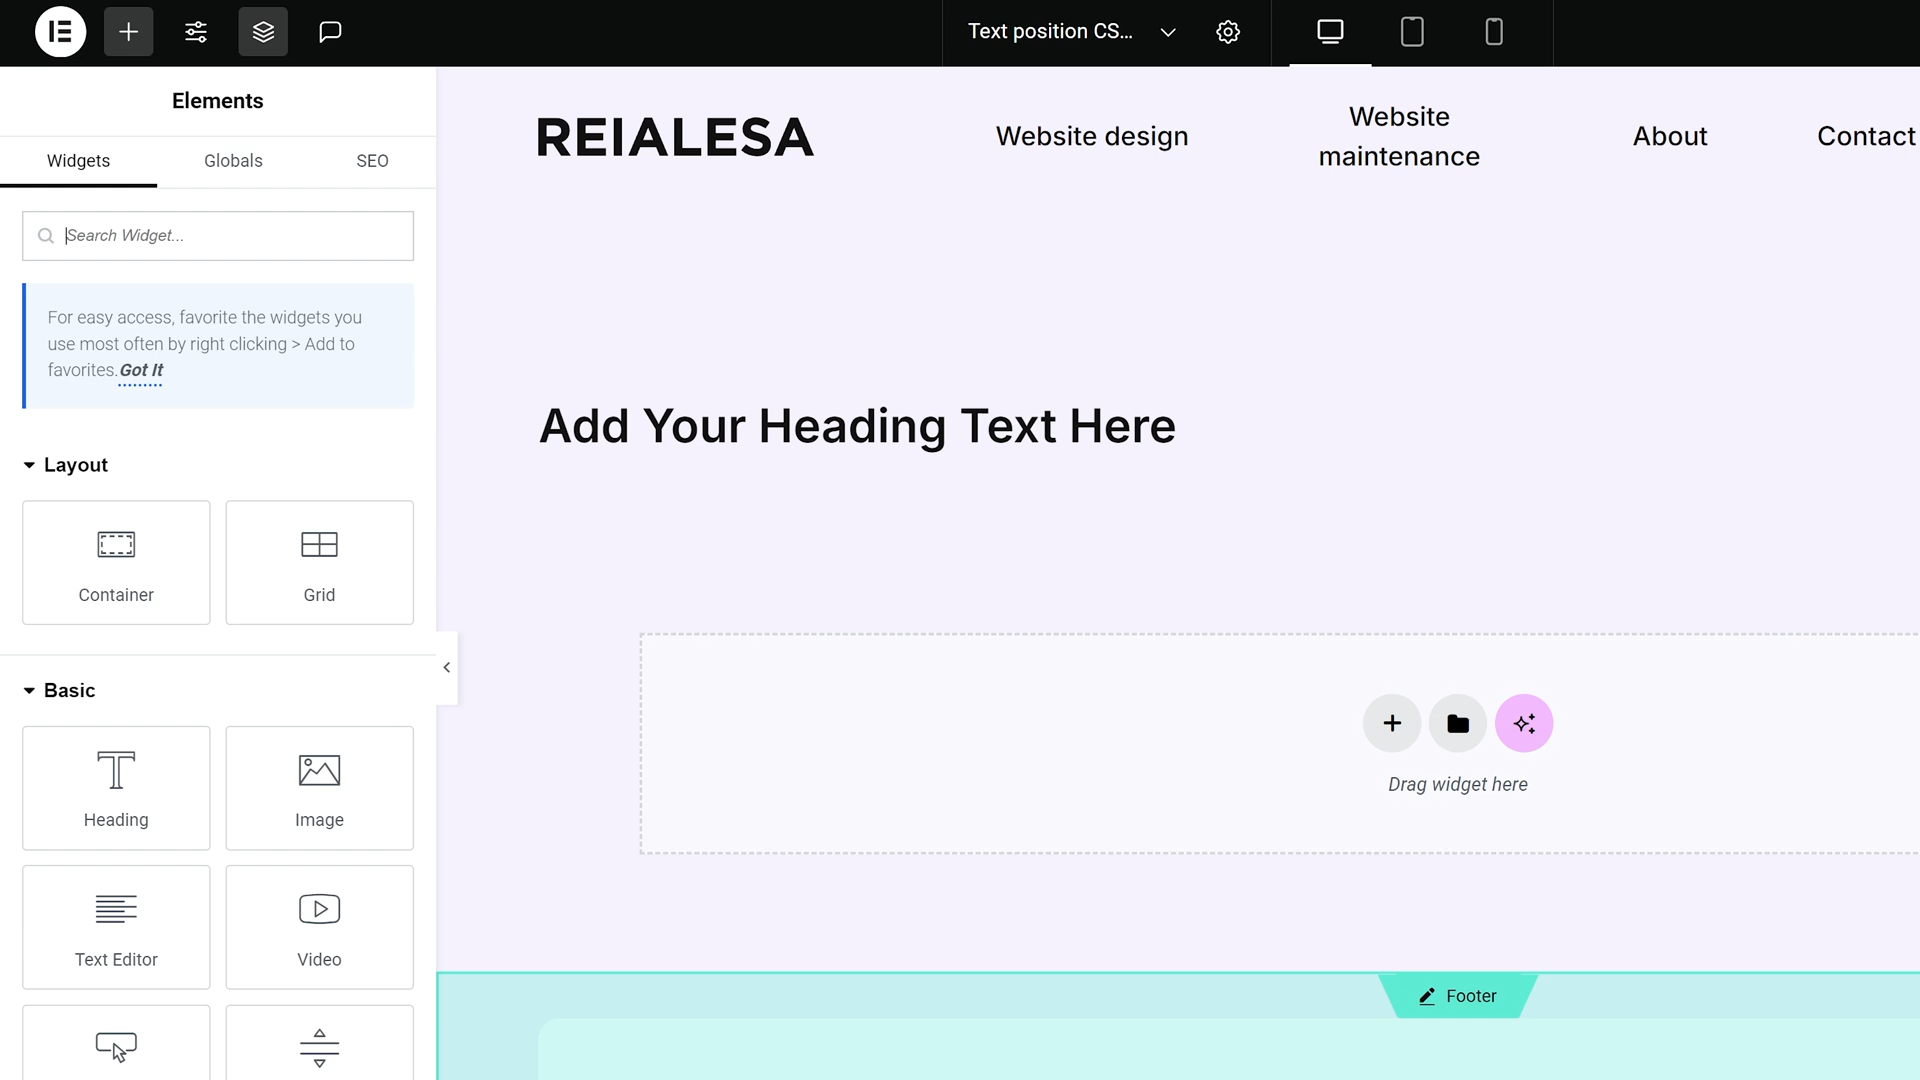 Text position CS...
Elements
Widgets
Globals
SEO
Search Widget...
For easy access, favorite the widgets you
use most often by right clicking > Add to
favorites. Got It
Layout
Container
Grid
Basic
Heading
Image
Text Editor
Video
REIALESA
Website design
Website
maintenance
About
Contact
Add Your Heading Text Here
Drag widget here
Footer